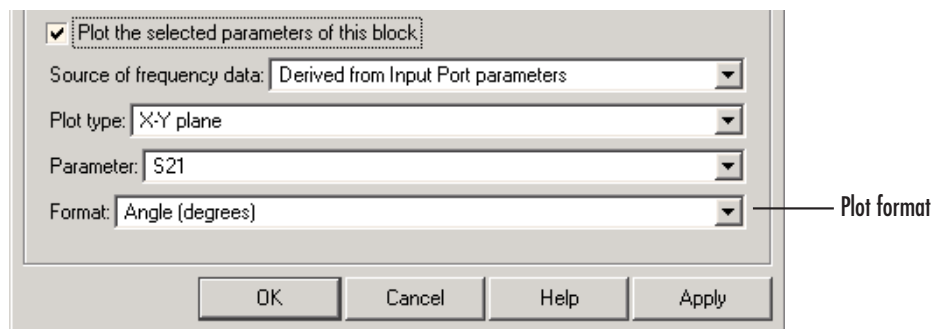 Plot the selected parameters of this block
Source of frequency data: Derived from Input Port parameters
Plot type: X-Y plane
Parameter: S21
Format: Angle (degrees)
Plot format
OK Cancel Help Apply